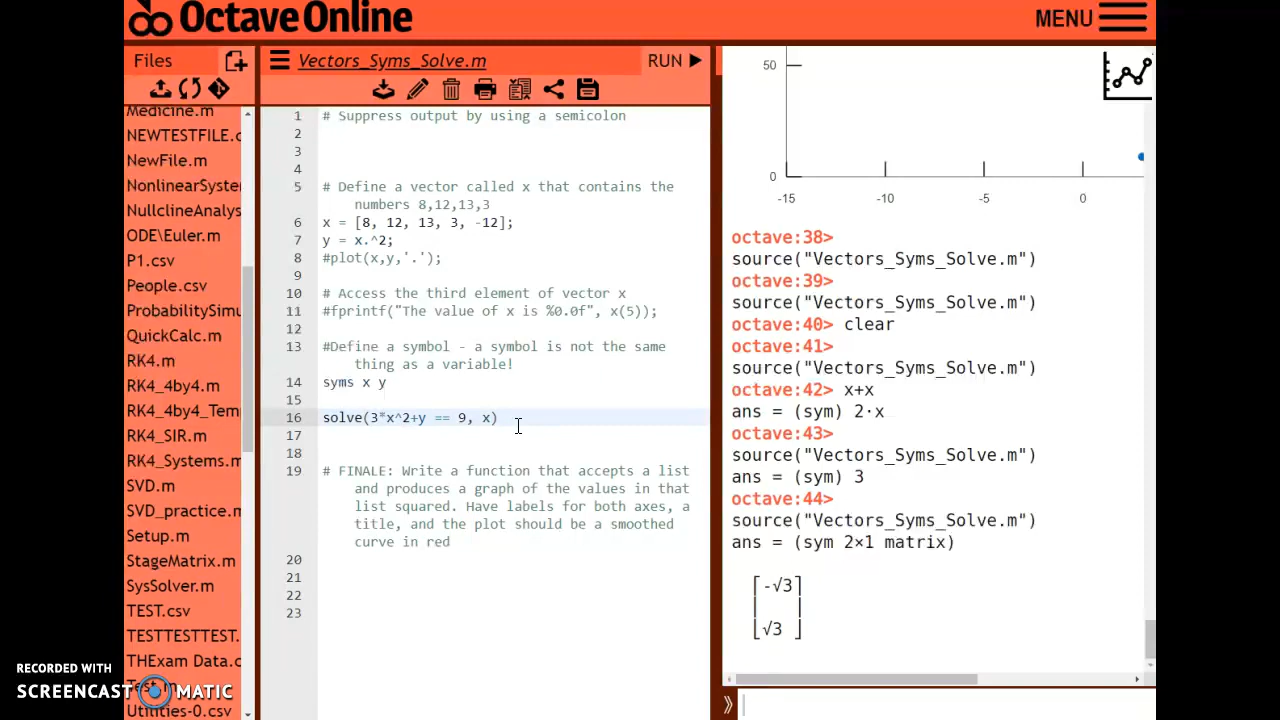 Octave Online
MENU
Files
Vectors_Syms_Solve.m
RUN
Medicine.m
NEWTESTFILE.c
NewFile.m
NonlinearSyste
NullclineAnalys
ODE\Euler.m
P1.csv
People.csv
ProbabilitySimu
QuickCalc.m
RK4.m
RK4_4by4.m
RK4_4by4_Tem
RK4_SIR.m
RK4_Systems.m
SVD.m
SVD_practice.m
Setup.m
StageMatrix.m
SysSolver.m
TEST.csv
TESTTESTTEST.
THExam Data.c
Utilities-0.csv
1 # Suppress output by using a semicolon
2
3
4
5 # Define a vector called x that contains the
numbers 8,12,13,3
6 x = [8, 12, 13, 3, -12];
7 y = x.^2;
8 #plot(x,y,'.');
9
10 # Access the third element of vector x
11 #fprintf("The value of x is %0.0f", x(5));
12
13 #Define a symbol - a symbol is not the same
thing as a variable!
14 syms x y
15
16 solve(3*x^2+y == 9, x)
17
18
19 # FINALE: Write a function that accepts a list
and produces a graph of the values in that
list squared. Have labels for both axes, a
title, and the plot should be a smoothed
curve in red
20
21
22
23
50
0
-15 -10 -5 0
octave:38>
source("Vectors_Syms_Solve.m")
octave:39>
source("Vectors_Syms_Solve.m")
octave:40> clear
octave:41>
source("Vectors_Syms_Solve.m")
octave:42> x+x
ans = (sym) 2⋅x
octave:43>
source("Vectors_Syms_Solve.m")
ans = (sym) 3
octave:44>
source("Vectors_Syms_Solve.m")
ans = (sym 2×1 matrix)
⎡-√3⎤
⎢   ⎥
⎣√3 ⎦
RECORDED WITH
SCREENCAST MATIC